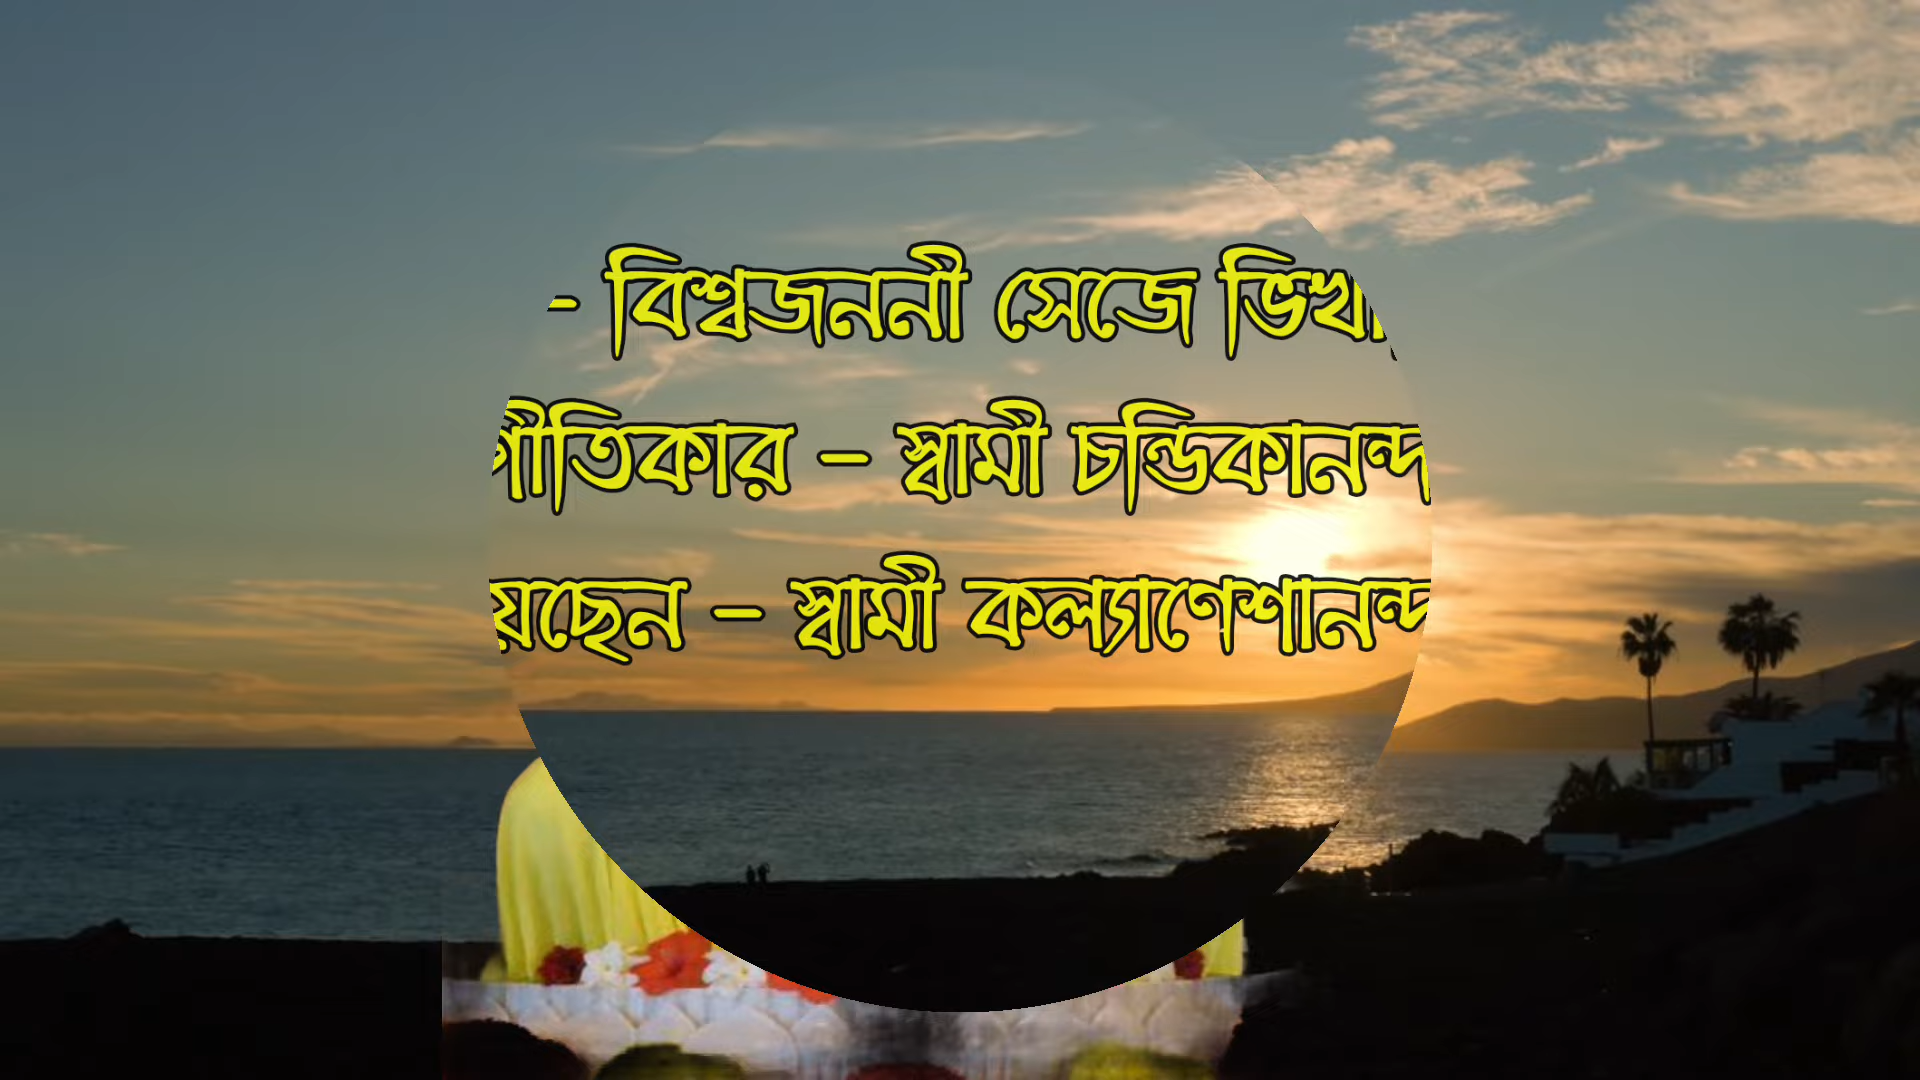 - বিশ্বজননী সেজে
গীতিকার – স্বামী চন্ডিকানন্দ
য়েছেন – স্বামী কল্যাণেশানন্দ